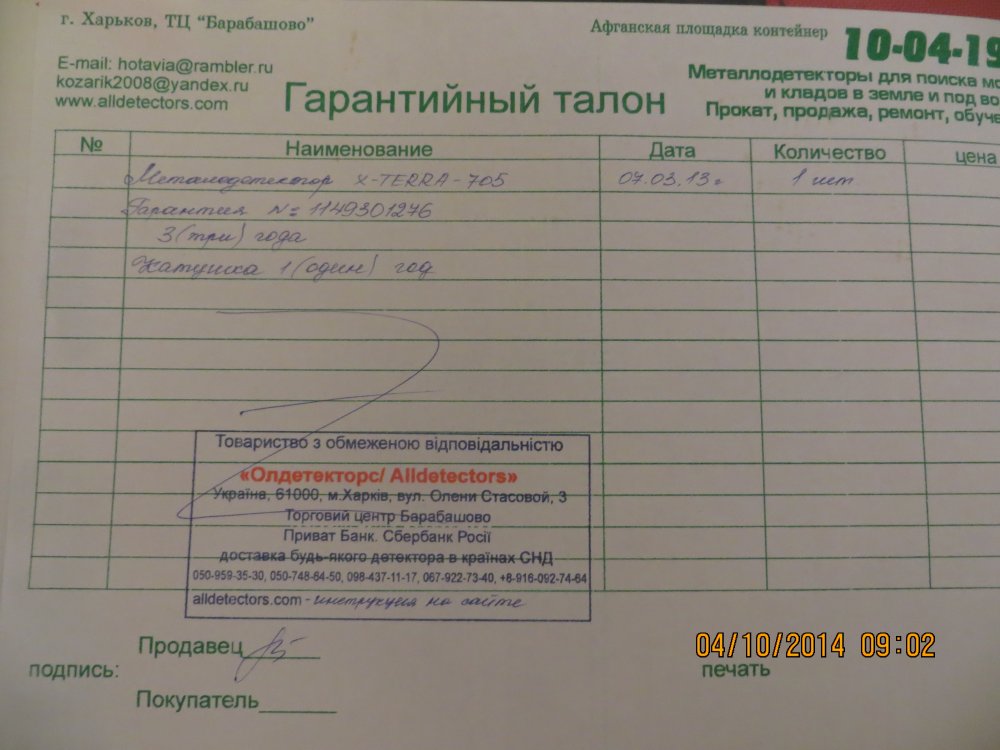 г. Харьков, ТЦ "Барабашово"
Афганская площадка контейнер 10-04-19
E-mail: hotavia@rambler.ru
kozarik2008@yandex.ru
www.alldetectors.com
Гарантийный талон
Металлодетекторы для поиска мо
и кладов в земле и под во
Прокат, продажа, ремонт, обуче
№ Наименование Дата Количество цена
Металлодетектор X-TERRA-705 07.03.13г 1 шт
Гарантия №= 1149301276
3(три) года
Катушка 1(один) год
Товариство з обмеженою відповідальністю
«Олдетекторс/ Alldetectors»
Україна, 61000, м.Харків, вул. Олени Стасової, 3
Торговий центр Барабашово
Приват Банк. Сбербанк Росії
доставка будь-якого детектора в країнах СНД
050-959-35-30, 050-748-64-50, 098-437-11-17, 067-922-73-40, +8-916-092-74-64
alldetectors.com - инструкция на сайте
Продавец
подпись:
печать
Покупатель
04/10/2014 09:02